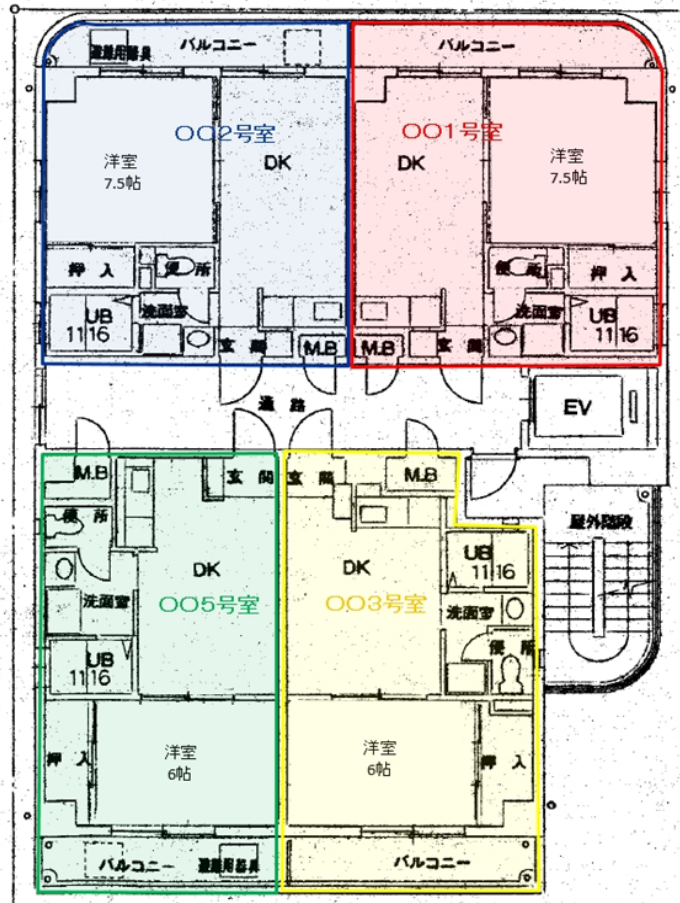 避難用器具
バルコニー
バルコニー
〇〇2号室
〇〇1号室
洋室
7.5帖
DK
DK
洋室
7.5帖
押入
便所
便所
押入
UB
1116
洗面室
洗面室
UB
1116
玄関
M.B
M.B
玄関
通路
EV
M.B
玄関
玄関
M.B
便所
屋外階段
DK
DK
UB
1116
洗面室
〇〇5号室
〇〇3号室
洗面室
便所
UB
1116
押入
洋室
6帖
洋室
6帖
押入
バルコニー
避難用器具
バルコニー